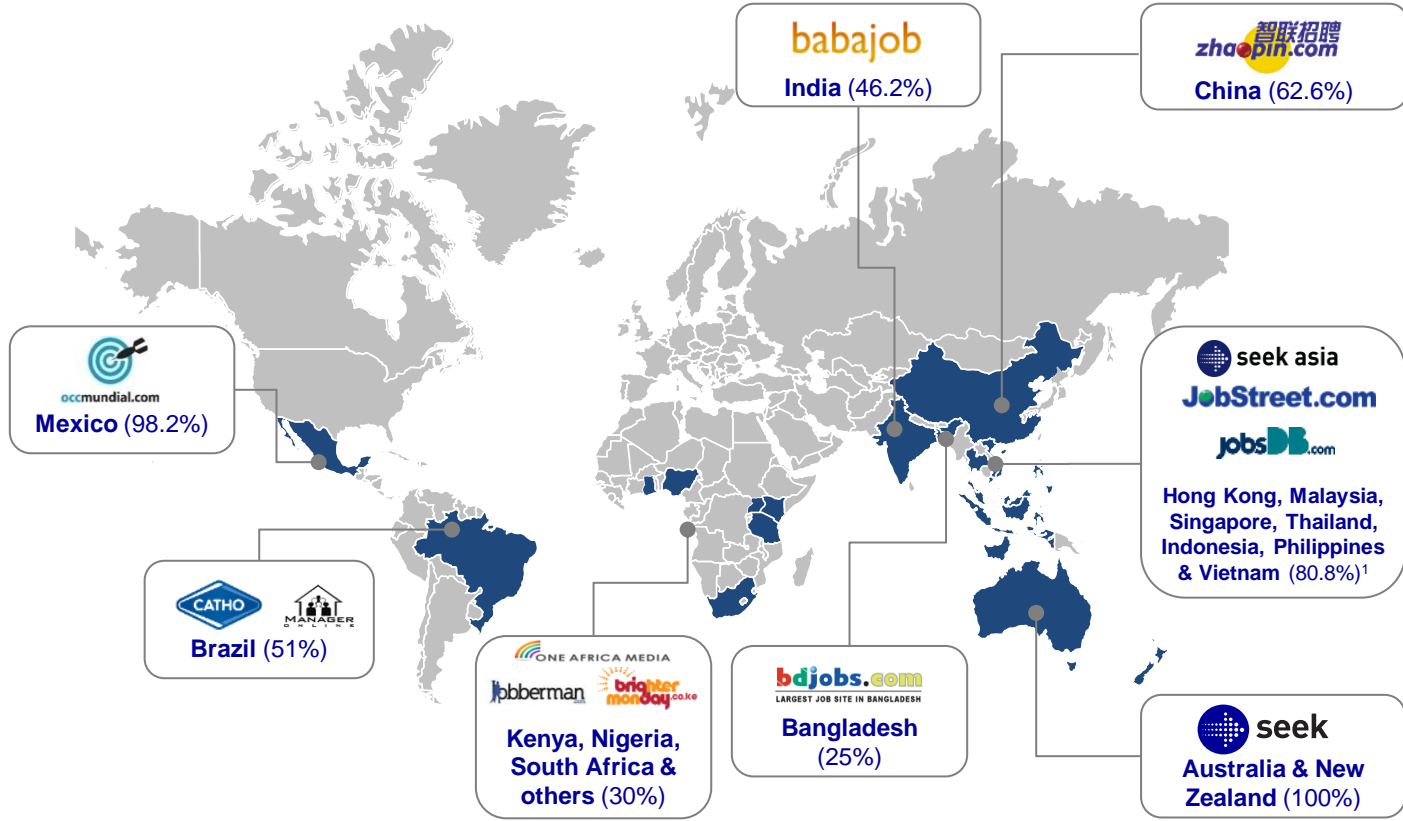 babajob
India (46.2%)
智联招聘
zhaopin.com
China (62.6%)
occmundial.com
Mexico (98.2%)
seek asia
JobStreet.com
jobsDB.com
Hong Kong, Malaysia,
Singapore, Thailand,
Indonesia, Philippines
& Vietnam (80.8%)¹
CATHO
MANAGER
ONLINE
Brazil (51%)
ONE AFRICA MEDIA
Jobberman
.com
brighter
monday.co.ke
Kenya, Nigeria,
South Africa &
others (30%)
bdjobs.com
LARGEST JOB SITE IN BANGLADESH
Bangladesh
(25%)
seek
Australia & New
Zealand (100%)